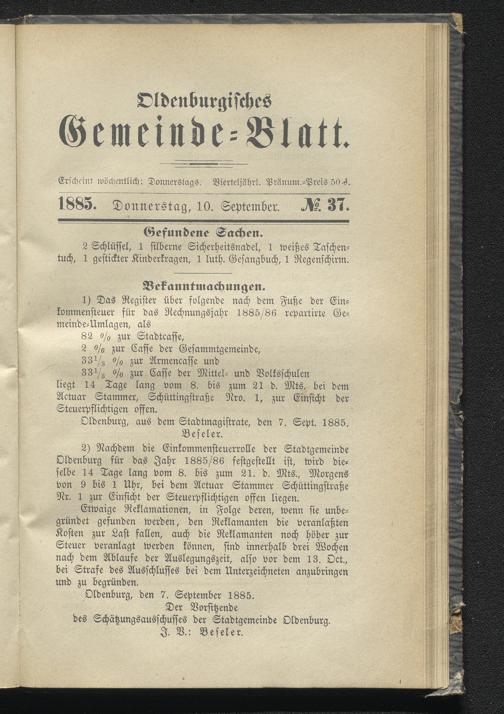 Oldenburgisches
Gemeinde-Blatt.
Erscheint wöchentlich: Donnerstags. Vierteljährl. Pränum.-Preis 50 ₰.
1885. Donnerstag, 10. September. № 37.
Gefundene Sachen.
2 Schlüssel, 1 silberne Sicherheitsnadel, 1 weißes Taschen-
tuch, 1 gestickter Kinderkragen, 1 luth. Gesangbuch, 1 Regenschirm.
Bekanntmachungen.
1) Das Register über folgende nach dem Fuße der Ein-
kommensteuer für das Rechnungsjahr 1885/86 repartirte Ge-
meinde-Umlagen, als
82 % zur Stadtcasse,
2 % zur Casse der Gesammtgemeinde,
33⅓ % zur Armencasse und
33⅓ % zur Casse der Mittel- und Volksschulen
liegt 14 Tage lang vom 8. bis zum 21 d. Mts. bei dem
Actuar Stammer, Schüttingstraße Nro. 1, zur Einsicht der
Steuerpflichtigen offen.
Oldenburg, aus dem Stadtmagistrate, den 7. Sept. 1885.
Beseler.
2) Nachdem die Einkommensteuerrolle der Stadtgemeinde
Oldenburg für das Jahr 1885/86 festgestellt ist, wird die-
selbe 14 Tage lang vom 8. bis zum 21. d. Mts., Morgens
von 9 bis 1 Uhr, bei dem Actuar Stammer Schüttingstraße
Nr. 1 zur Einsicht der Steuerpflichtigen offen liegen.
Etwaige Reklamationen, in Folge deren, wenn sie unbe-
gründet gefunden werden, den Reklamanten die veranlaßten
Kosten zur Last fallen, auch die Reklamanten noch höher zur
Steuer veranlagt werden können, sind innerhalb drei Wochen
nach dem Ablaufe der Auslegungszeit, also vor dem 13. Oct.,
bei Strafe des Ausschlusses bei dem Unterzeichneten anzubringen
und zu begründen.
Oldenburg, den 7. September 1885.
Der Vorsitzende
des Schätzungsausschusses der Stadtgemeinde Oldenburg.
J. V.: Beseler.